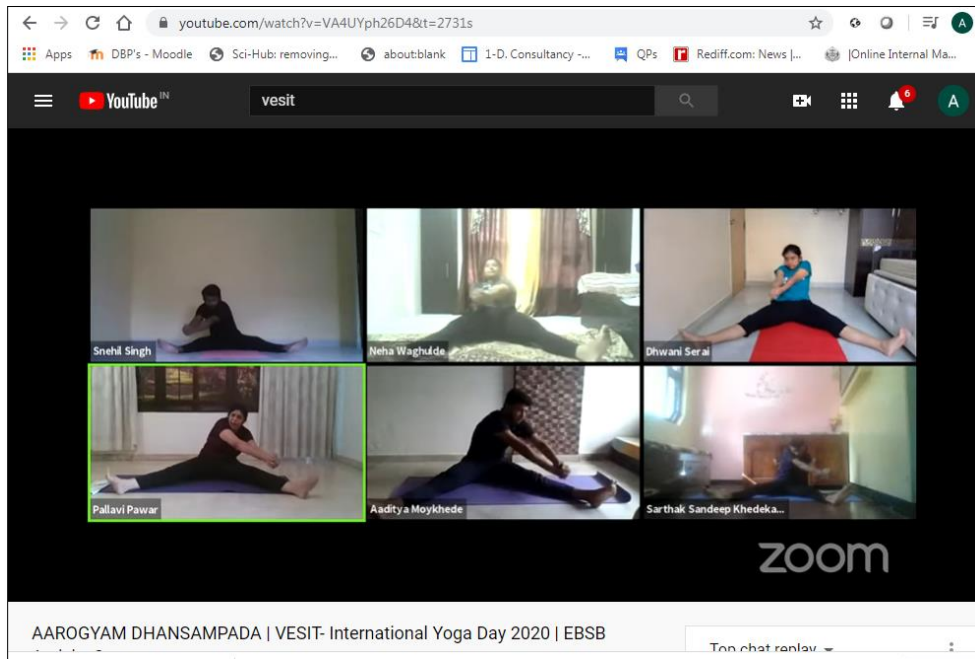 youtube.com/watch?v=VA4UYph26D4&t=2731s
A
Apps DBP's - Moodle Sci-Hub: removing... about:blank 1-D. Consultancy -... QPs Rediff.com: News |... |Online Internal Ma...
YouTube IN vesit 6 A
Snehil Singh Neha Waghulde Dhwani Serai
Pallavi Pawar Aaditya Moykhede Sarthak Sandeep Khedeka...
zoom
AAROGYAM DHANSAMPADA | VESIT- International Yoga Day 2020 | EBSB
Top chat replay